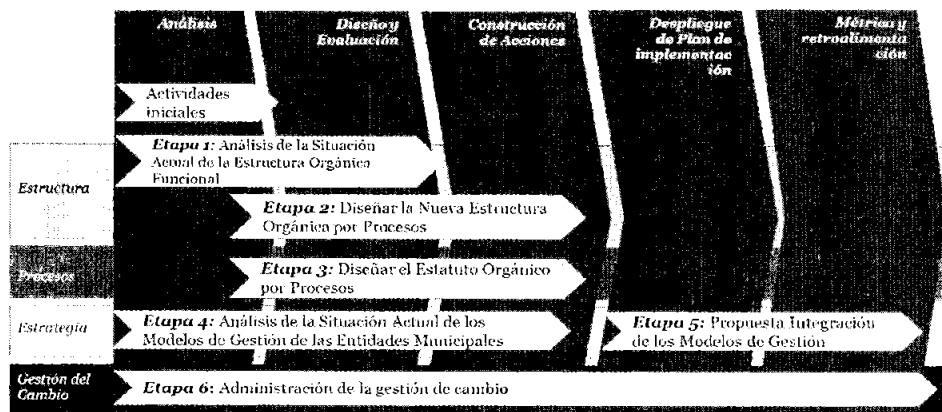 Análisis
Diseño y
Evaluación
Construcción
de Acciones
Despliegue
de Plan de
implementac
ión
Métrica y
retroalimenta
ción
Actividades
iniciales
Etapa 1: Análisis de la Situación
Actual de la Estructura Orgánica
Funcional
Estructura
Etapa 2: Diseñar la Nueva Estructura
Orgánica por Procesos
Procesos
Etapa 3: Diseñar el Estatuto Orgánico
por Procesos
Estrategia
Etapa 4: Análisis de la Situación Actual de los
Modelos de Gestión de las Entidades Municipales
Etapa 5: Propuesta Integración
de los Modelos de Gestión
Gestión del
Cambio
Etapa 6: Administración de la gestión de cambio